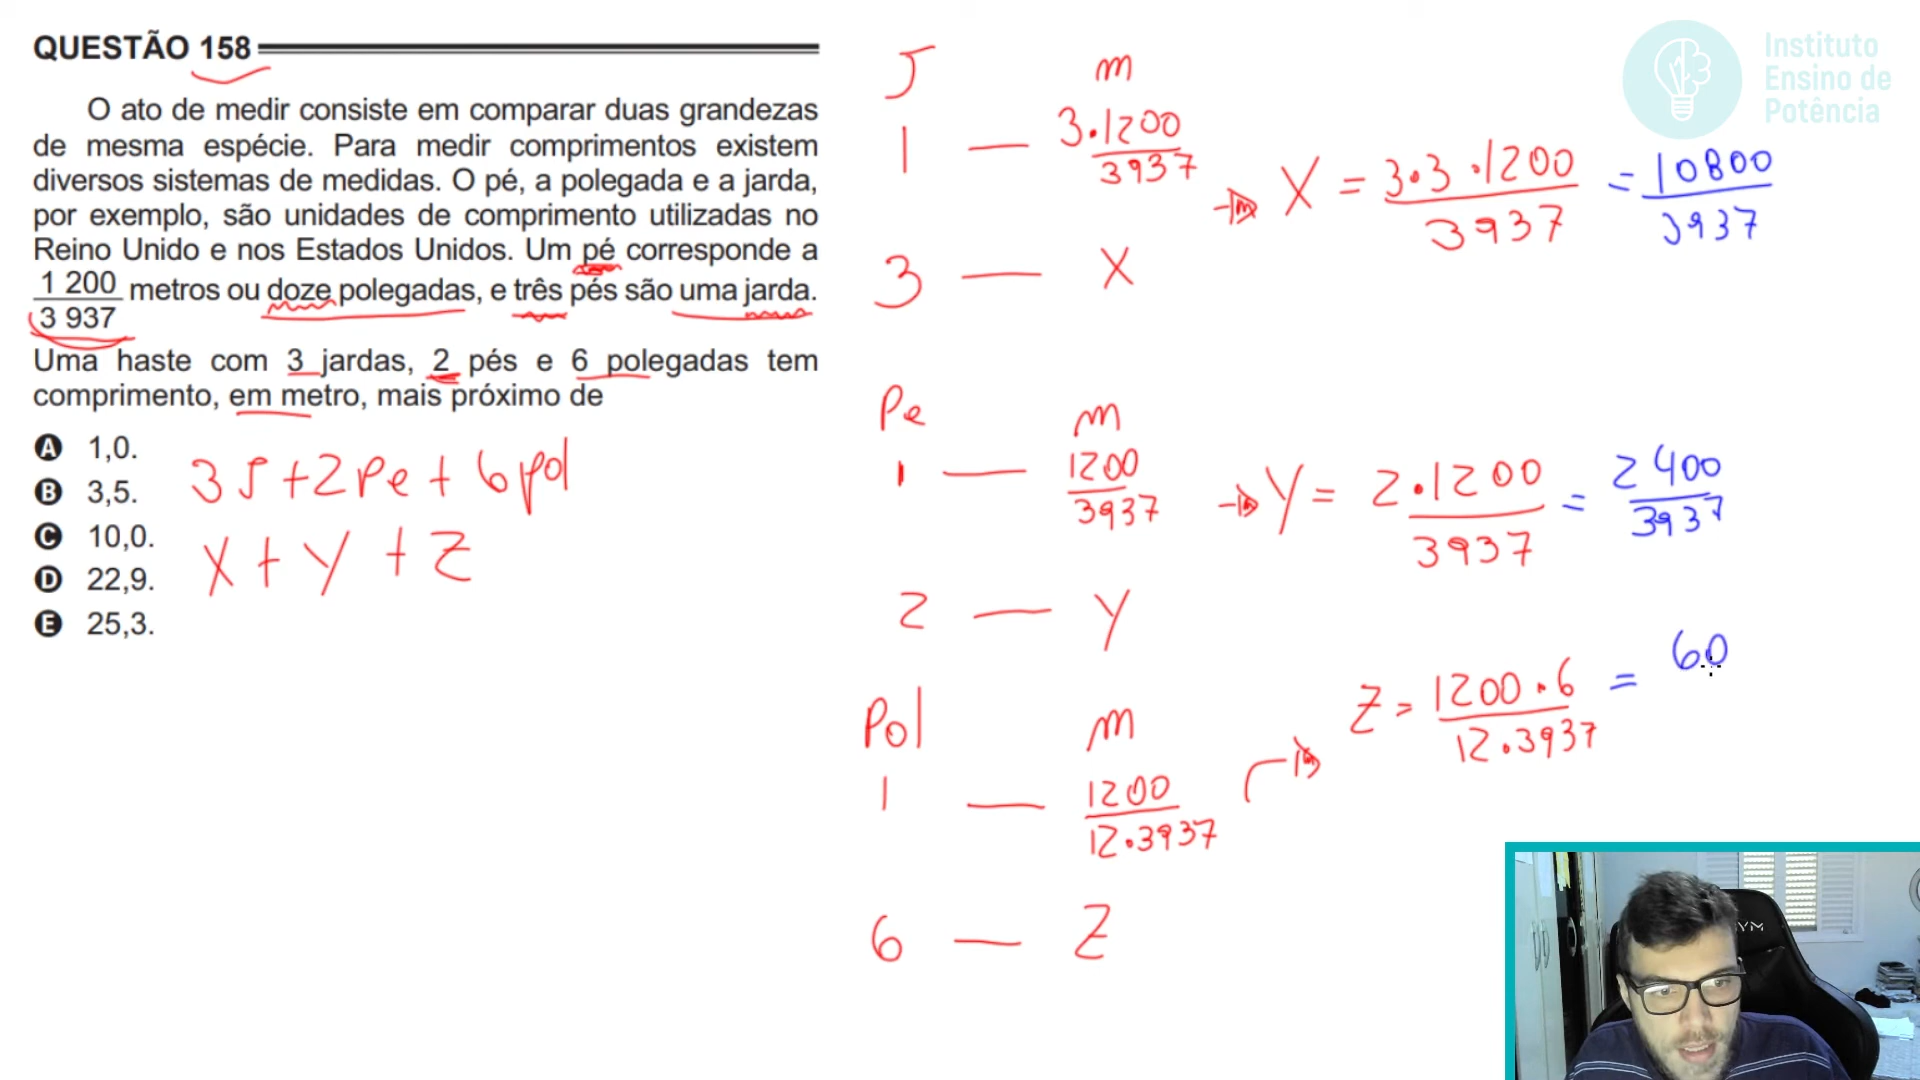 QUESTÃO 158
O ato de medir consiste em comparar duas grandezas
de mesma espécie. Para medir comprimentos existem
diversos sistemas de medidas. O pé, a polegada e a jarda,
por exemplo, são unidades de comprimento utilizadas no
Reino Unido e nos Estados Unidos. Um pé corresponde a
1 200
3 937
metros ou doze polegadas, e três pés são uma jarda.
Uma haste com 3 jardas, 2 pés e 6 polegadas tem
comprimento, em metro, mais próximo de
A 1,0.
B 3,5.
C 10,0.
D 22,9.
E 25,3.
3J+2Pe+6pol
X+Y+Z
J m
1 — 3.1200
3937
3 — X
X = 3.3.1200
3937
= 10800
3937
Pe m
1 — 1200
3937
2 — Y
Y = 2.1200
3937
= 2400
3937
Pol m
1 — 1200
12.3937
6 — Z
Z = 1200.6
12.3937
= 60
Instituto
Ensino de
Potência
YM